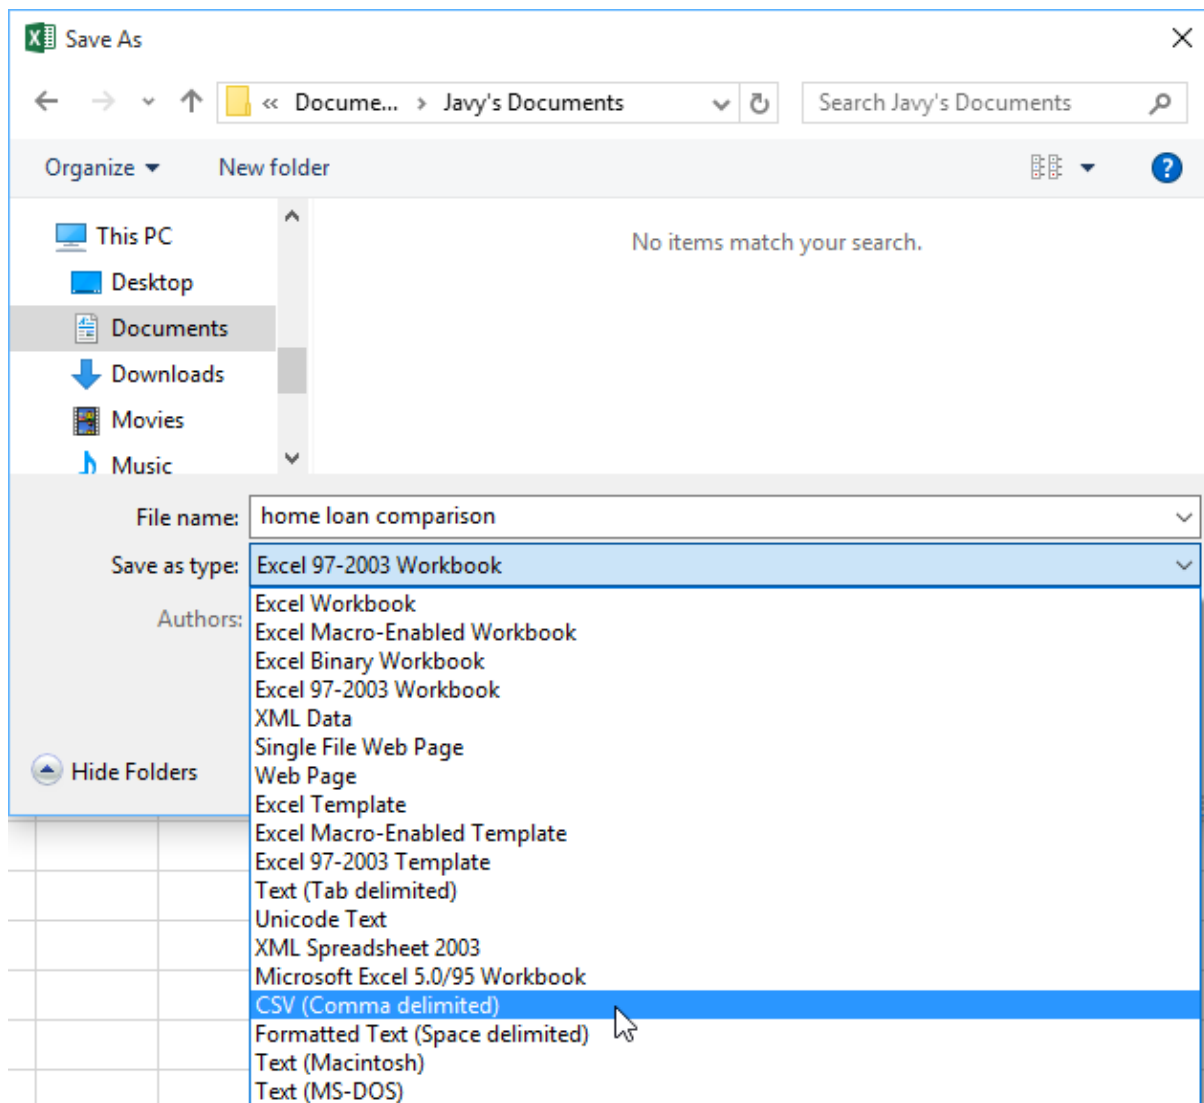 Save As
« Docume... › Javy's Documents
Search Javy's Documents
Organize
New folder
This PC
Desktop
Documents
Downloads
Movies
Music
No items match your search.
File name: home loan comparison
Save as type: Excel 97-2003 Workbook
Authors:
Excel Workbook
Excel Macro-Enabled Workbook
Excel Binary Workbook
Excel 97-2003 Workbook
XML Data
Single File Web Page
Web Page
Excel Template
Excel Macro-Enabled Template
Excel 97-2003 Template
Text (Tab delimited)
Unicode Text
XML Spreadsheet 2003
Microsoft Excel 5.0/95 Workbook
CSV (Comma delimited)
Formatted Text (Space delimited)
Text (Macintosh)
Text (MS-DOS)
Hide Folders